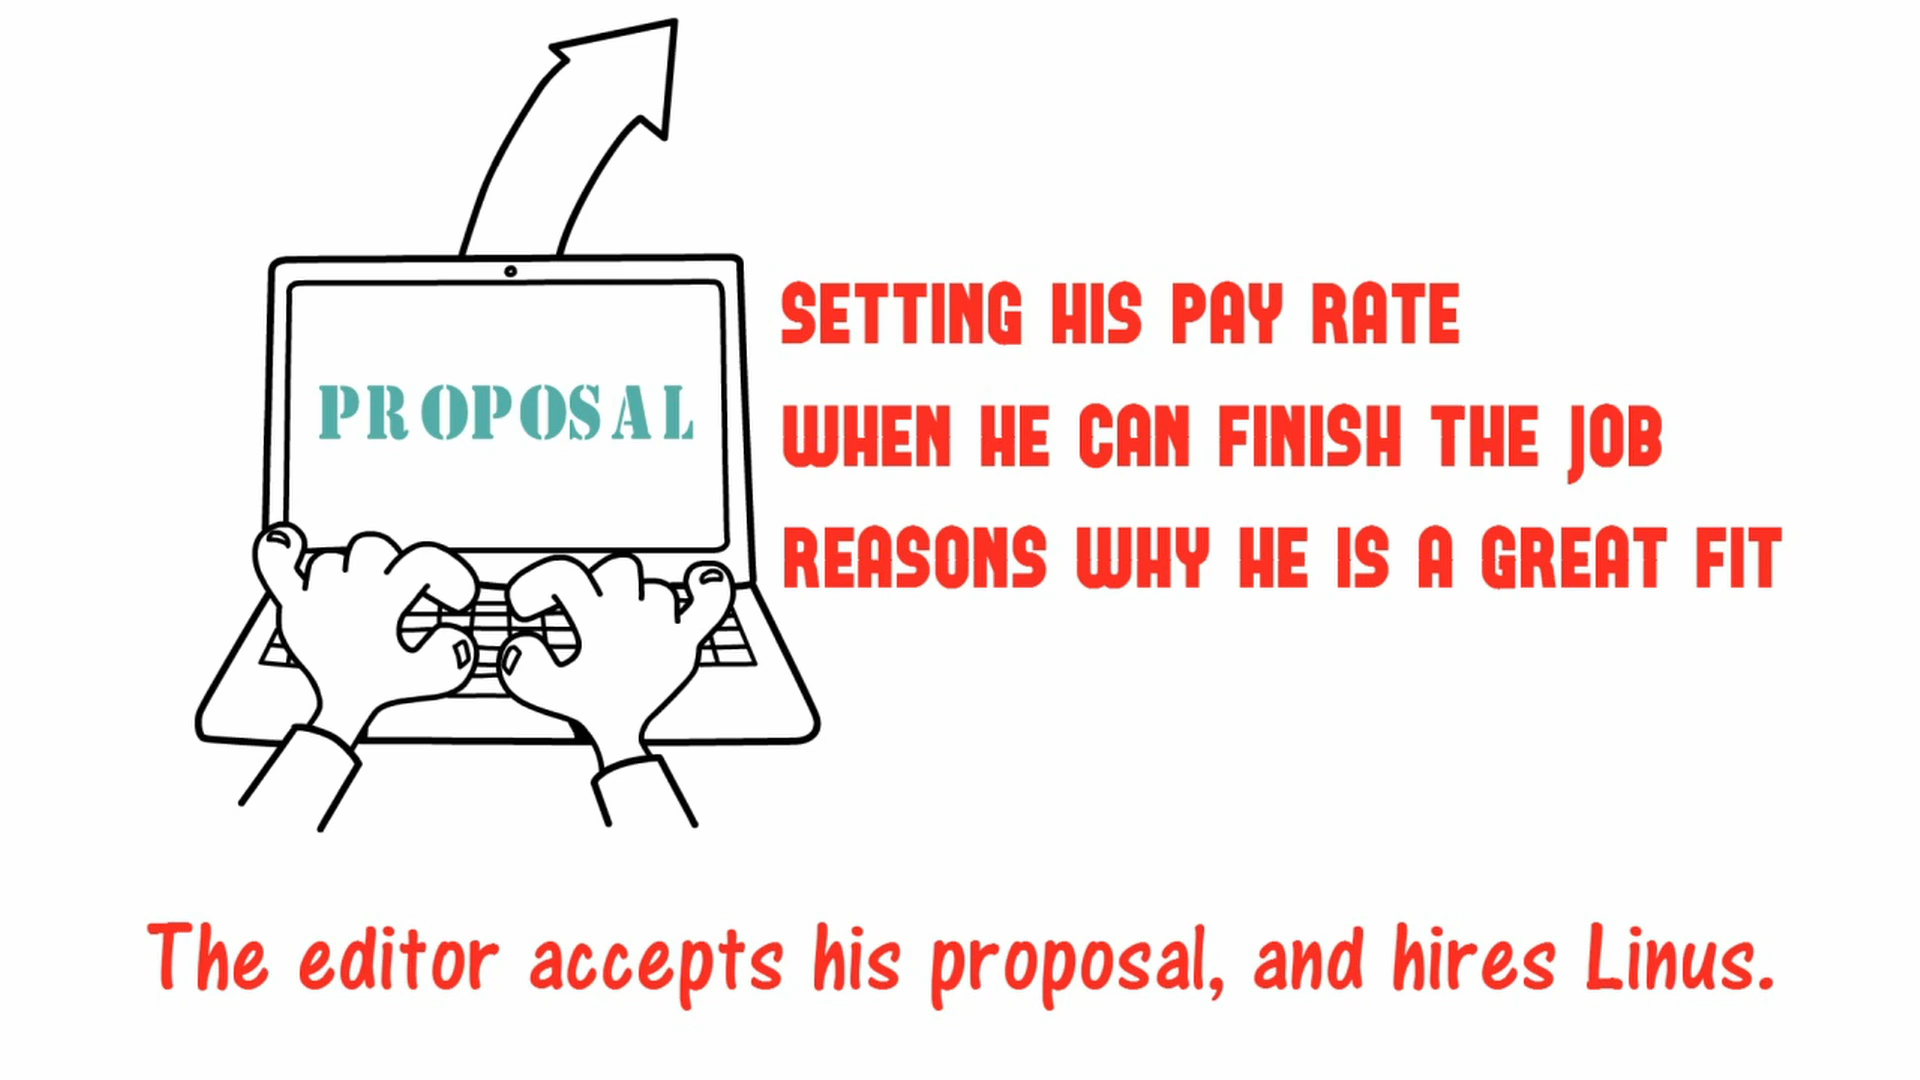 PROPOSAL
SETTING HIS PAY RATE
WHEN HE CAN FINISH THE JOB
REASONS WHY HE IS A GREAT FIT
The editor accepts his proposal, and hires Linus.